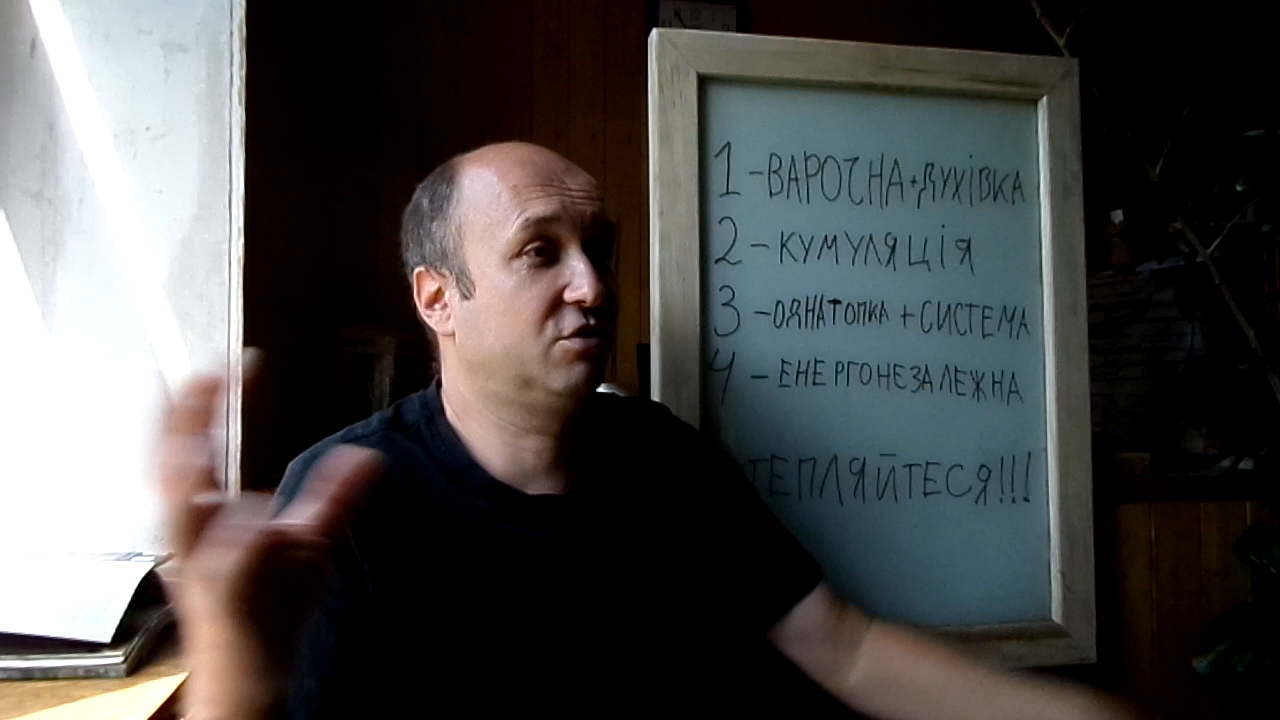 1 - ВАРОЧНА + ДУХІВКА
2 - КУМУЛЯЦІЯ
3 - ОДНА ТОПКА + СИСТЕМА
4 - ЕНЕРГОНЕЗАЛЕЖНА
ТЕПЛЯЙТЕСЯ!!!